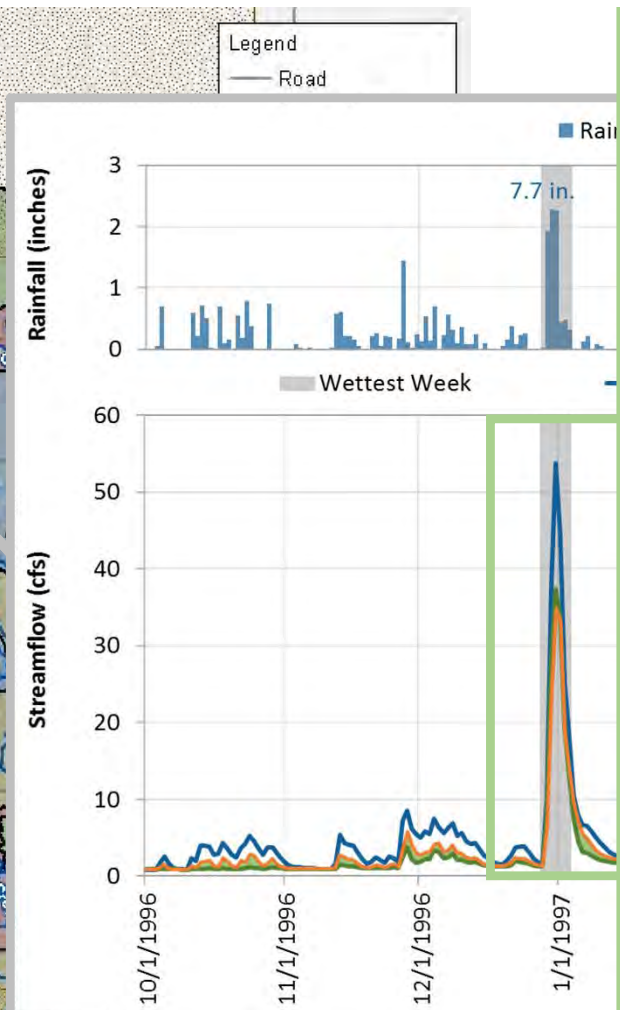 Legend
Road
Rai
Rainfall (inches)
3
7.7 in.
2
1
0
Wettest Week
Streamflow (cfs)
60
50
40
30
20
10
0
10/1/1996
11/1/1996
12/1/1996
1/1/1997